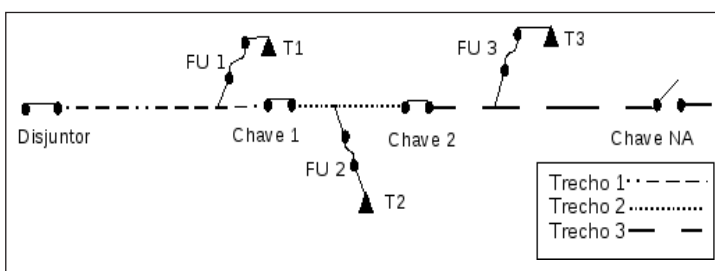 FU 1
T1
FU 3
T3
Disjuntor
Chave 1
FU 2
T2
Chave 2
Chave NA
Trecho 1
Trecho 2
Trecho 3